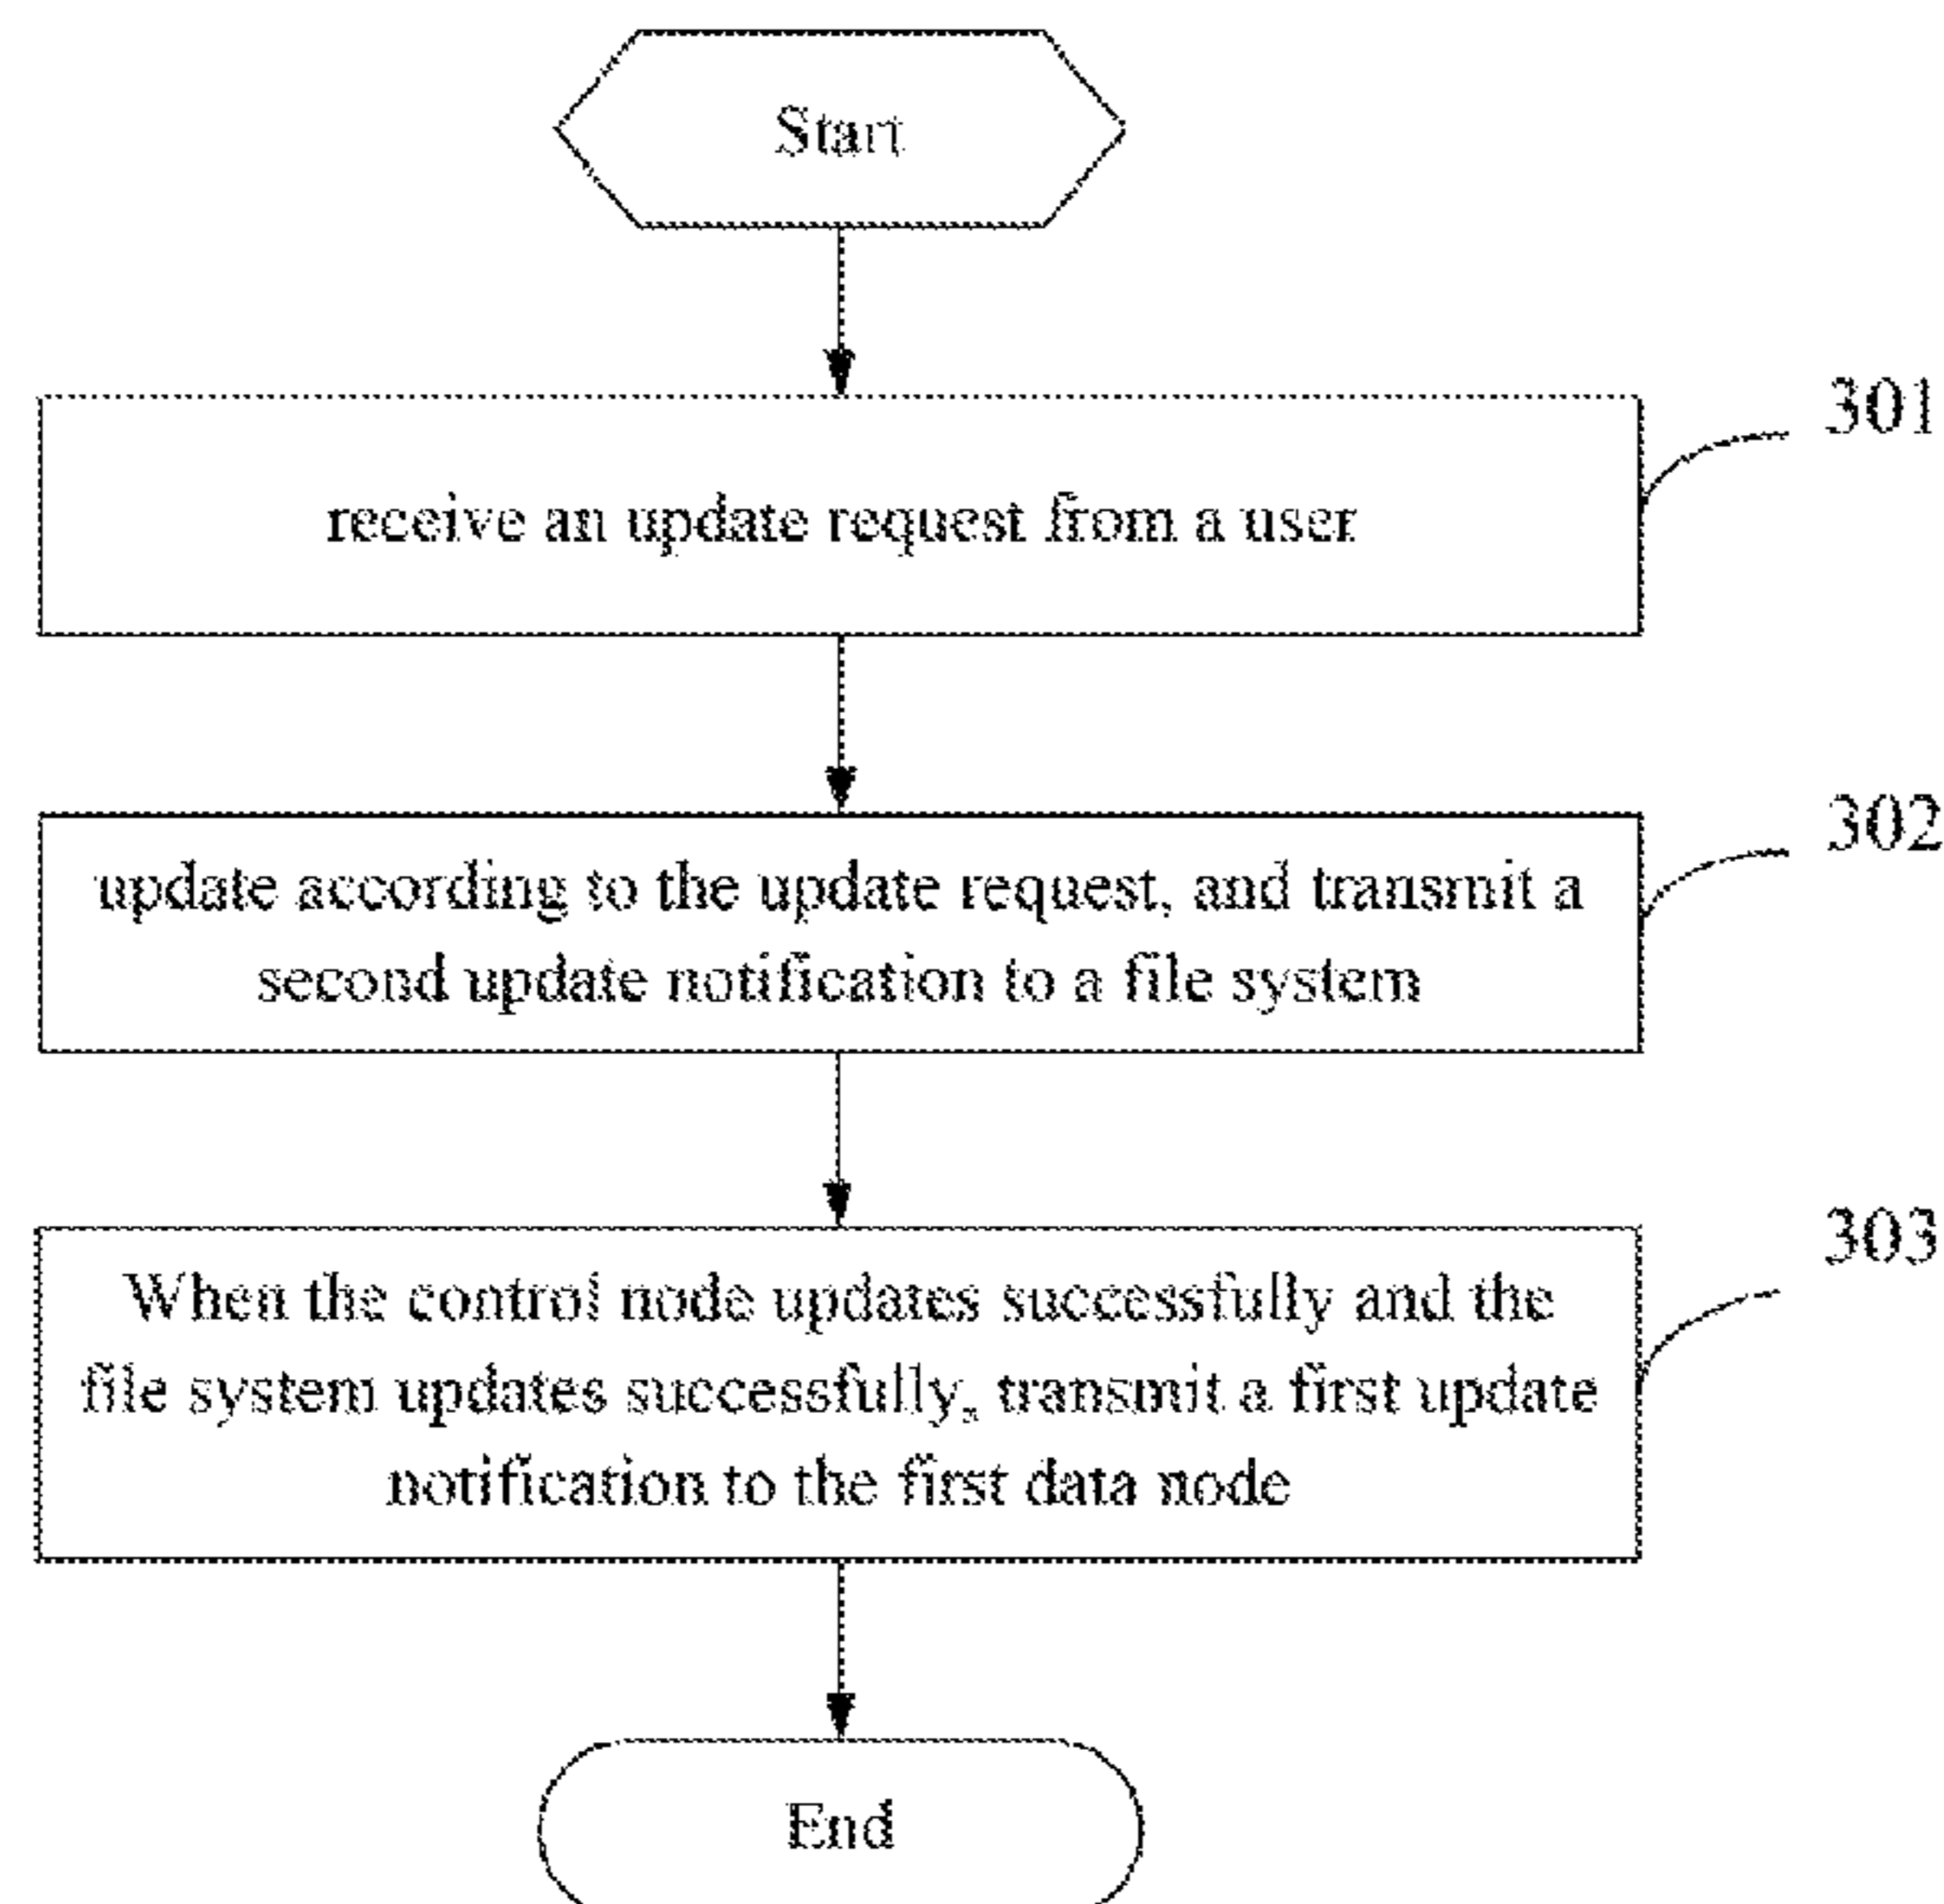 Start
301
receive an update request from a user
302
update according to the update request, and transmit a
second update notification to a file system
303
When the control node updates successfully and the
file system updates successfully, transmit a first update
notification to the first data node
End